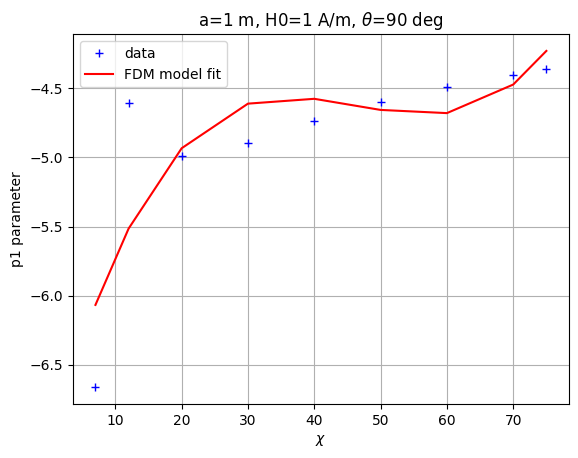 a=1 m, H0=1 A/m, θ=90 deg
data
FDM model fit
−4.5
−5.0
−5.5
−6.0
−6.5
p1 parameter
10 20 30 40 50 60 70
χ